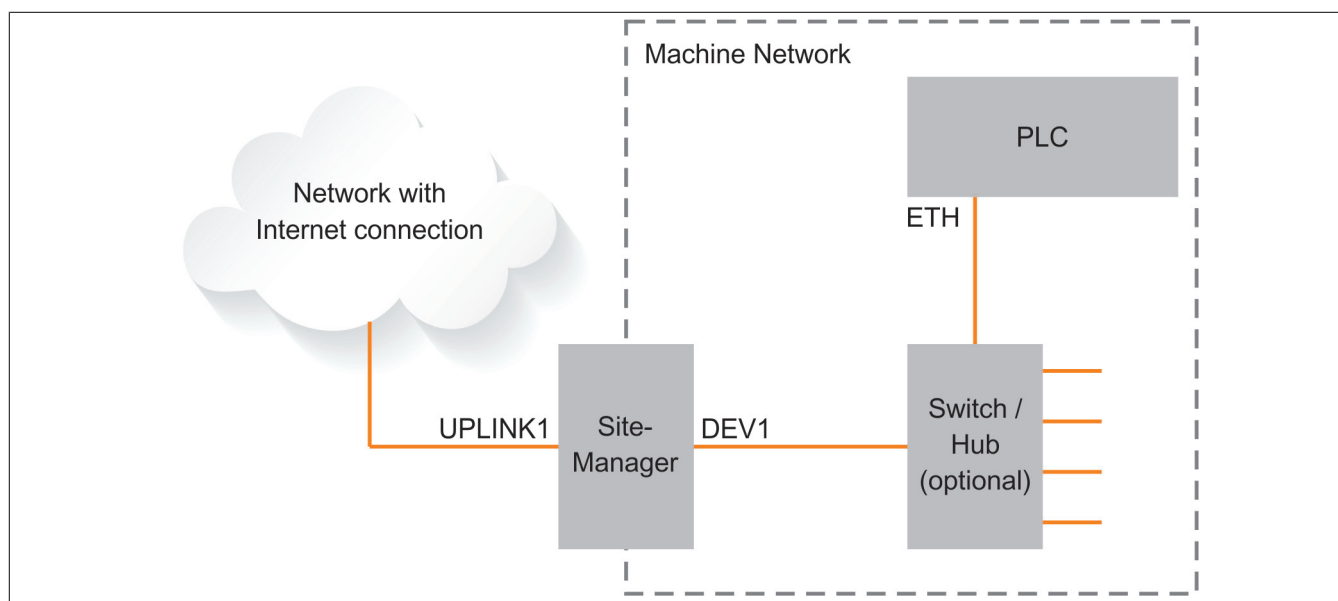 Machine Network
PLC
Network with
Internet connection
ETH
UPLINK1
Site-
Manager
DEV1
Switch /
Hub
(optional)